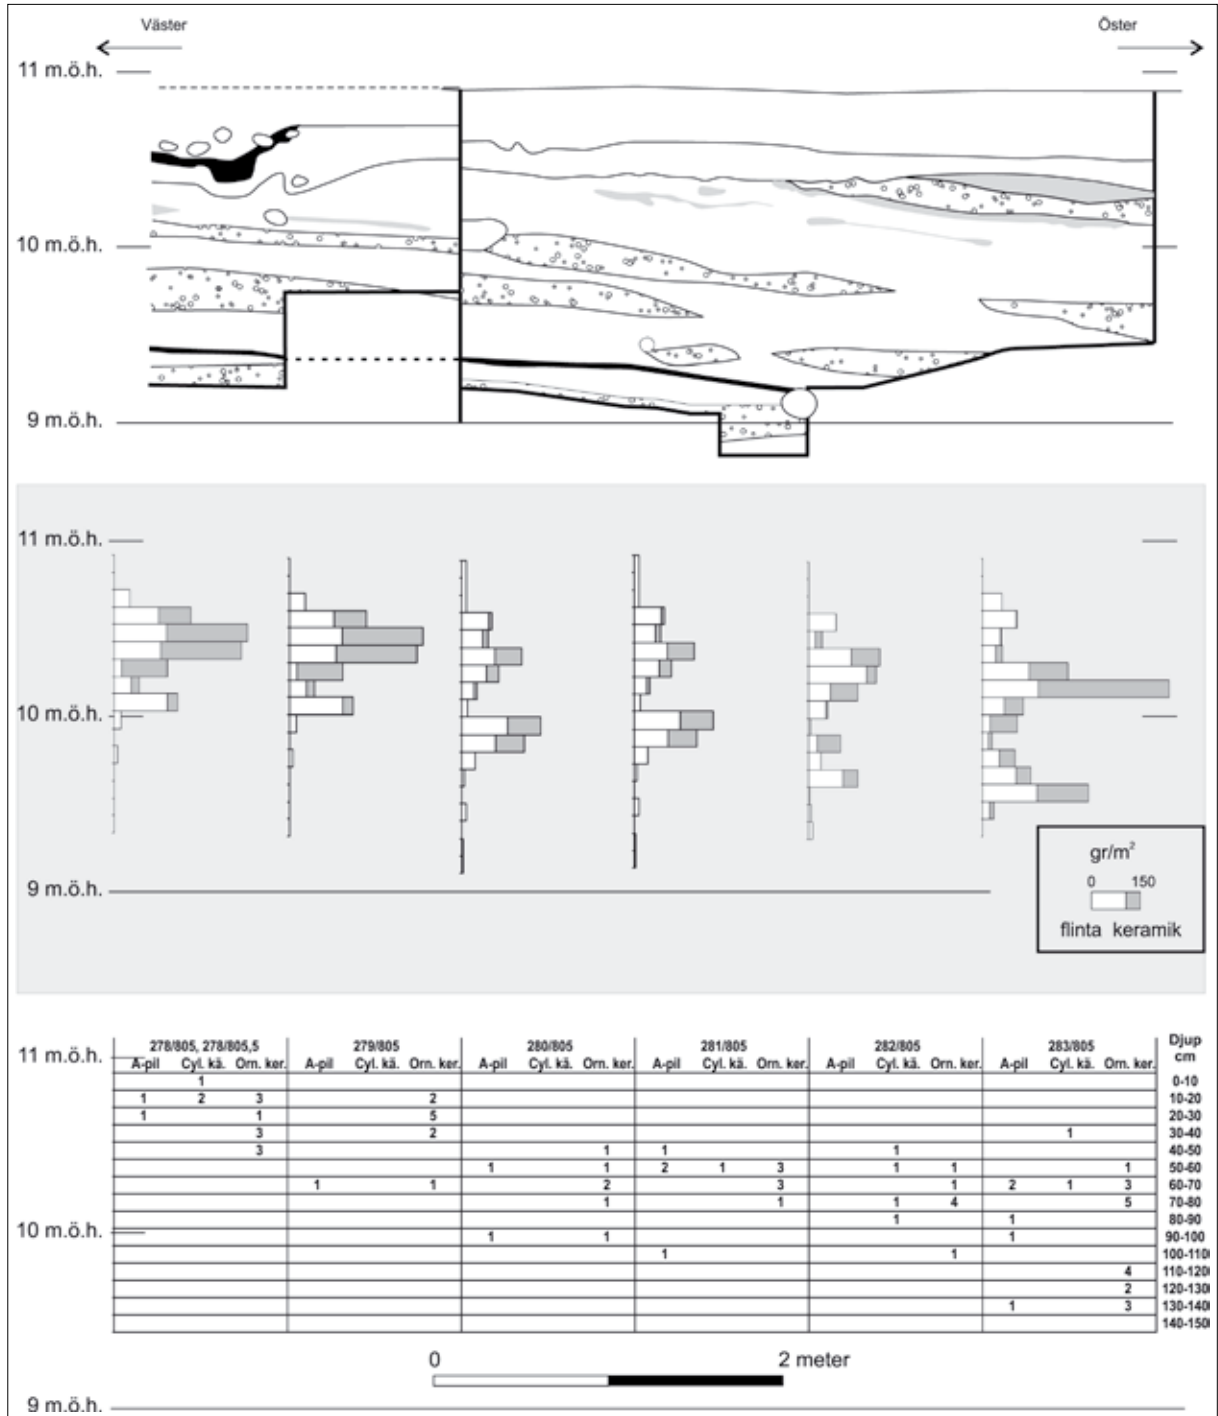 Väster Öster
11 m.ö.h.
10 m.ö.h.
9 m.ö.h.
11 m.ö.h.
10 m.ö.h.
9 m.ö.h.
gr/m²
0 150
flinta keramik
11 m.ö.h.
278/805, 278/805,5 279/805 280/805 281/805 282/805 283/805 Djup
cm
A-pil Cyl. kä. Orn. ker. A-pil Cyl. kä. Orn. ker. A-pil Cyl. kä. Orn. ker. A-pil Cyl. kä. Orn. ker. A-pil Cyl. kä. Orn. ker. A-pil Cyl. kä. Orn. ker.
1 0-10
1 2 3 2 10-20
1 1 5 20-30
3 2 1 30-40
3 1 1 1 40-50
1 1 2 1 3 1 1 1 50-60
1 1 2 3 1 2 1 3 60-70
1 1 1 4 5 70-80
1 1 80-90
10 m.ö.h.
1 1 1 90-100
1 1 100-110
4 110-120
2 120-130
1 3 130-140
140-150
0 2 meter
9 m.ö.h.